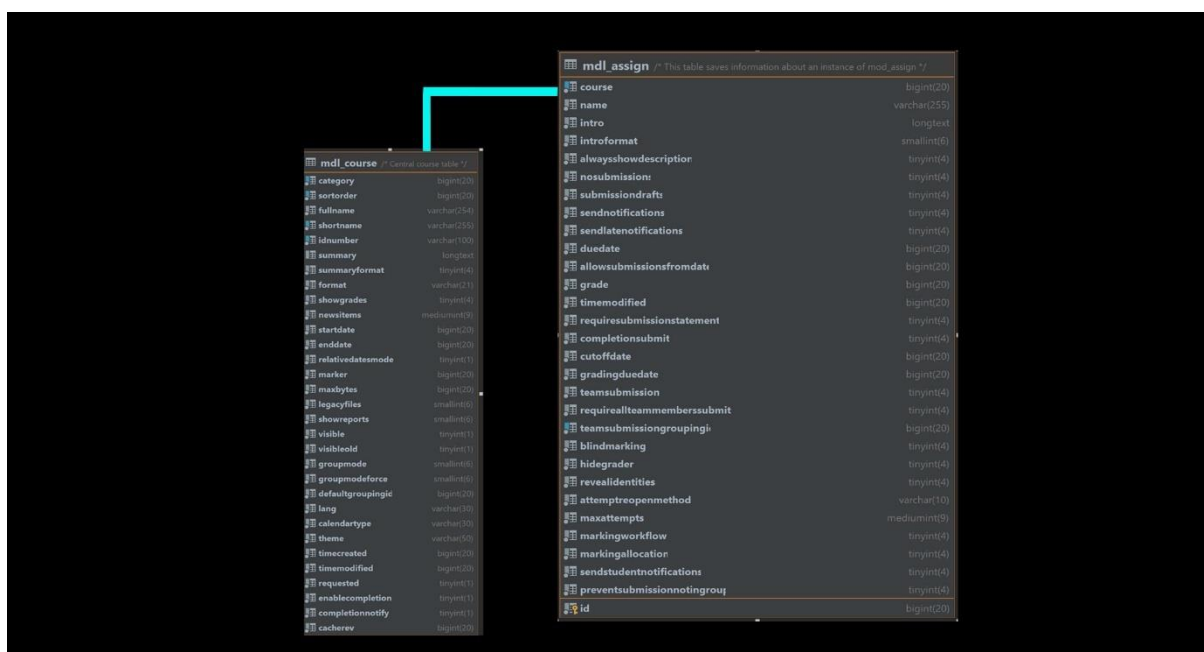 mdl_assign /* This table saves information about an instance of mod_assign */
course bigint(20)
name varchar(255)
intro longtext
introformat smallint(6)
alwaysshowdescription tinyint(4)
nosubmissions tinyint(4)
submissiondrafts tinyint(4)
sendnotifications tinyint(4)
sendlatenotifications tinyint(4)
duedate bigint(20)
allowsubmissionsfromdate bigint(20)
grade bigint(20)
timemodified bigint(20)
requiresubmissionstatement tinyint(4)
completionsubmit tinyint(4)
cutoffdate bigint(20)
gradingduedate bigint(20)
teamsubmission tinyint(4)
requireallteammemberssubmit tinyint(4)
teamsubmissiongroupingi bigint(20)
blindmarking tinyint(4)
hidegrader tinyint(4)
revealidentities tinyint(4)
attemptreopenmethod varchar(10)
maxattempts mediumint(9)
markingworkflow tinyint(4)
markingallocation tinyint(4)
sendstudentnotifications tinyint(4)
preventsubmissionnotingroup tinyint(4)
id bigint(20)
mdl_course /* Central course table */
category bigint(20)
sortorder bigint(20)
fullname varchar(254)
shortname varchar(255)
idnumber varchar(100)
summary longtext
summaryformat tinyint(4)
format varchar(21)
showgrades tinyint(4)
newsitems mediumint(9)
startdate bigint(20)
enddate bigint(20)
relativedatesmode tinyint(1)
marker bigint(20)
maxbytes bigint(20)
legacyfiles smallint(6)
showreports smallint(6)
visible tinyint(1)
visibleold tinyint(1)
groupmode smallint(6)
groupmodeforce smallint(6)
defaultgroupingid bigint(20)
lang varchar(30)
calendartype varchar(30)
theme varchar(50)
timecreated bigint(20)
timemodified bigint(20)
requested tinyint(1)
enablecompletion tinyint(1)
completionnotify tinyint(1)
cacherev bigint(20)